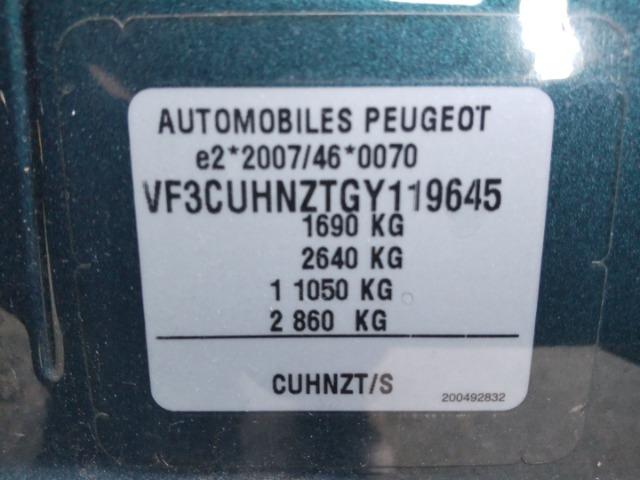 AUTOMOBILES PEUGEOT
e2*2007/46*0070
VF3CUHNZTGY119645
1690 KG
2640 KG
1 1050 KG
2 860 KG
CUHNZT/S
200492832